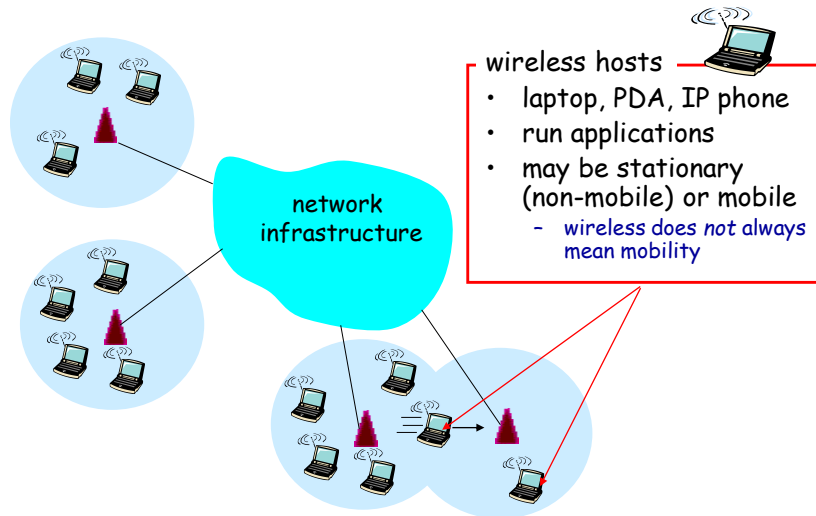 wireless hosts
• laptop, PDA, IP phone
• run applications
• may be stationary
(non-mobile) or mobile
– wireless does not always
mean mobility
network
infrastructure